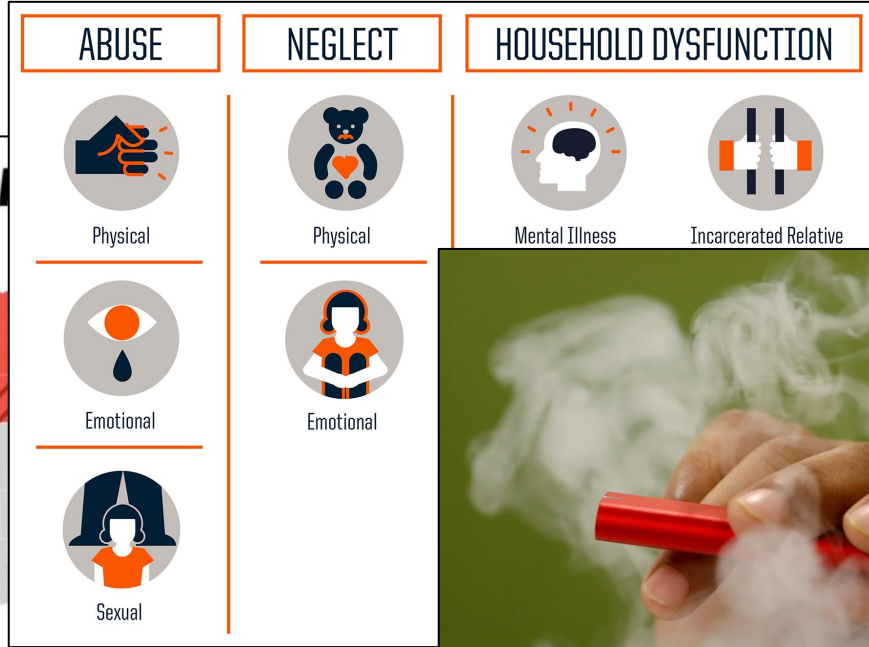 ABUSE
NEGLECT
HOUSEHOLD DYSFUNCTION
Physical
Physical
Mental Illness
Incarcerated Relative
Emotional
Emotional
Sexual